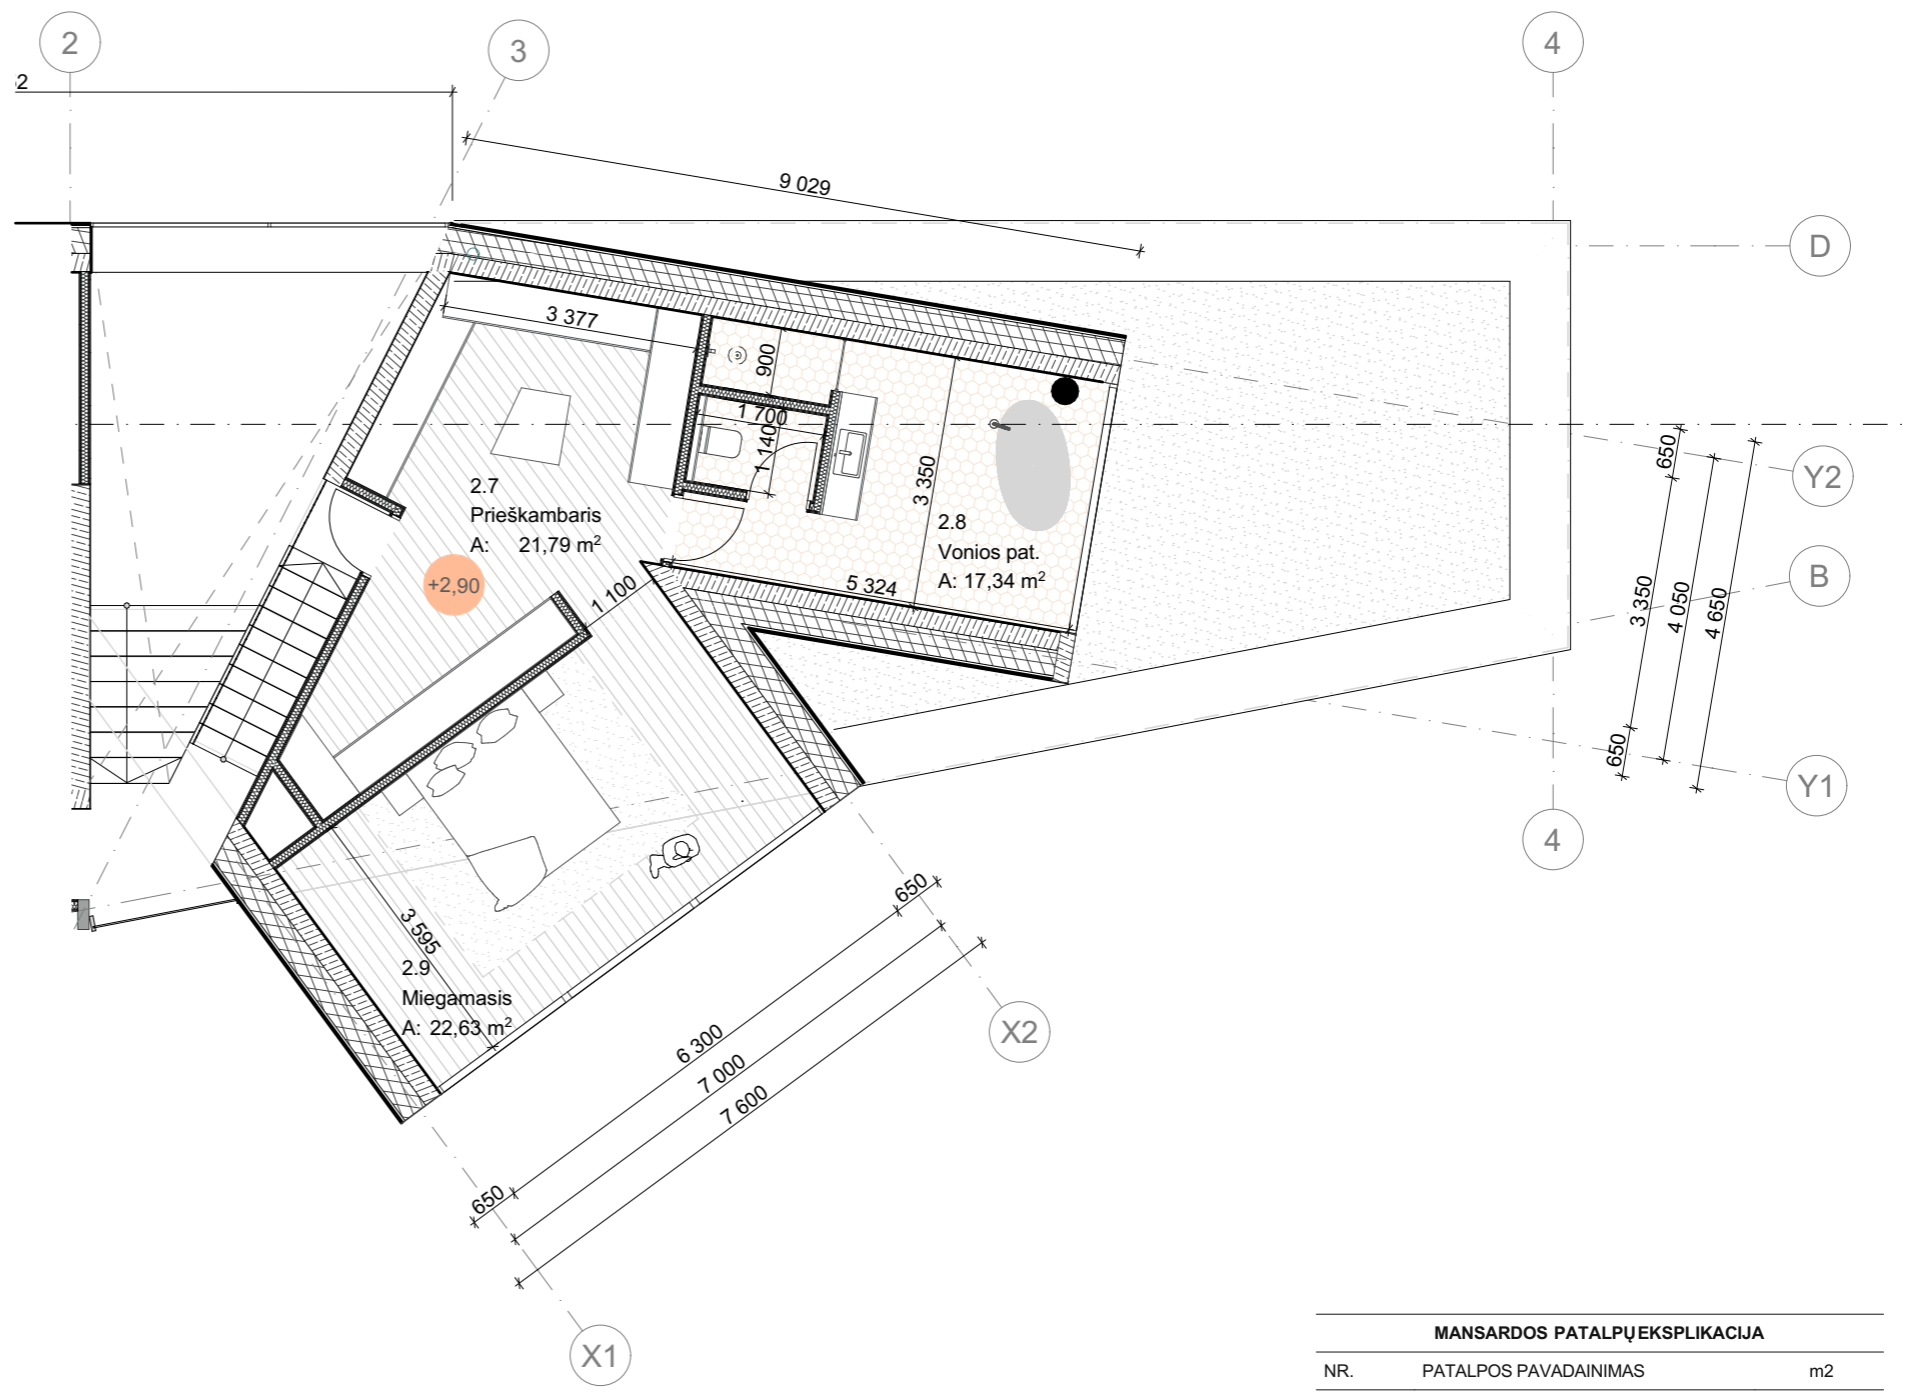 2
3
4
52
9 029
D
3 377
900
1 700
1 140
3 350
2.7
Prieškambaris
A: 21,79 m²
+2,90
2.8
Vonios pat.
A: 17,34 m²
5 324
1 100
650
Y2
3 350
4 050
4 650
B
650
Y1
4
3 595
2.9
Miegamasis
A: 22,63 m²
650
6 300
7 000
7 600
650
X2
X1
MANSARDOS PATALPŲ EKSPLIKACIJA
NR. PATALPOS PAVADAINIMAS m2